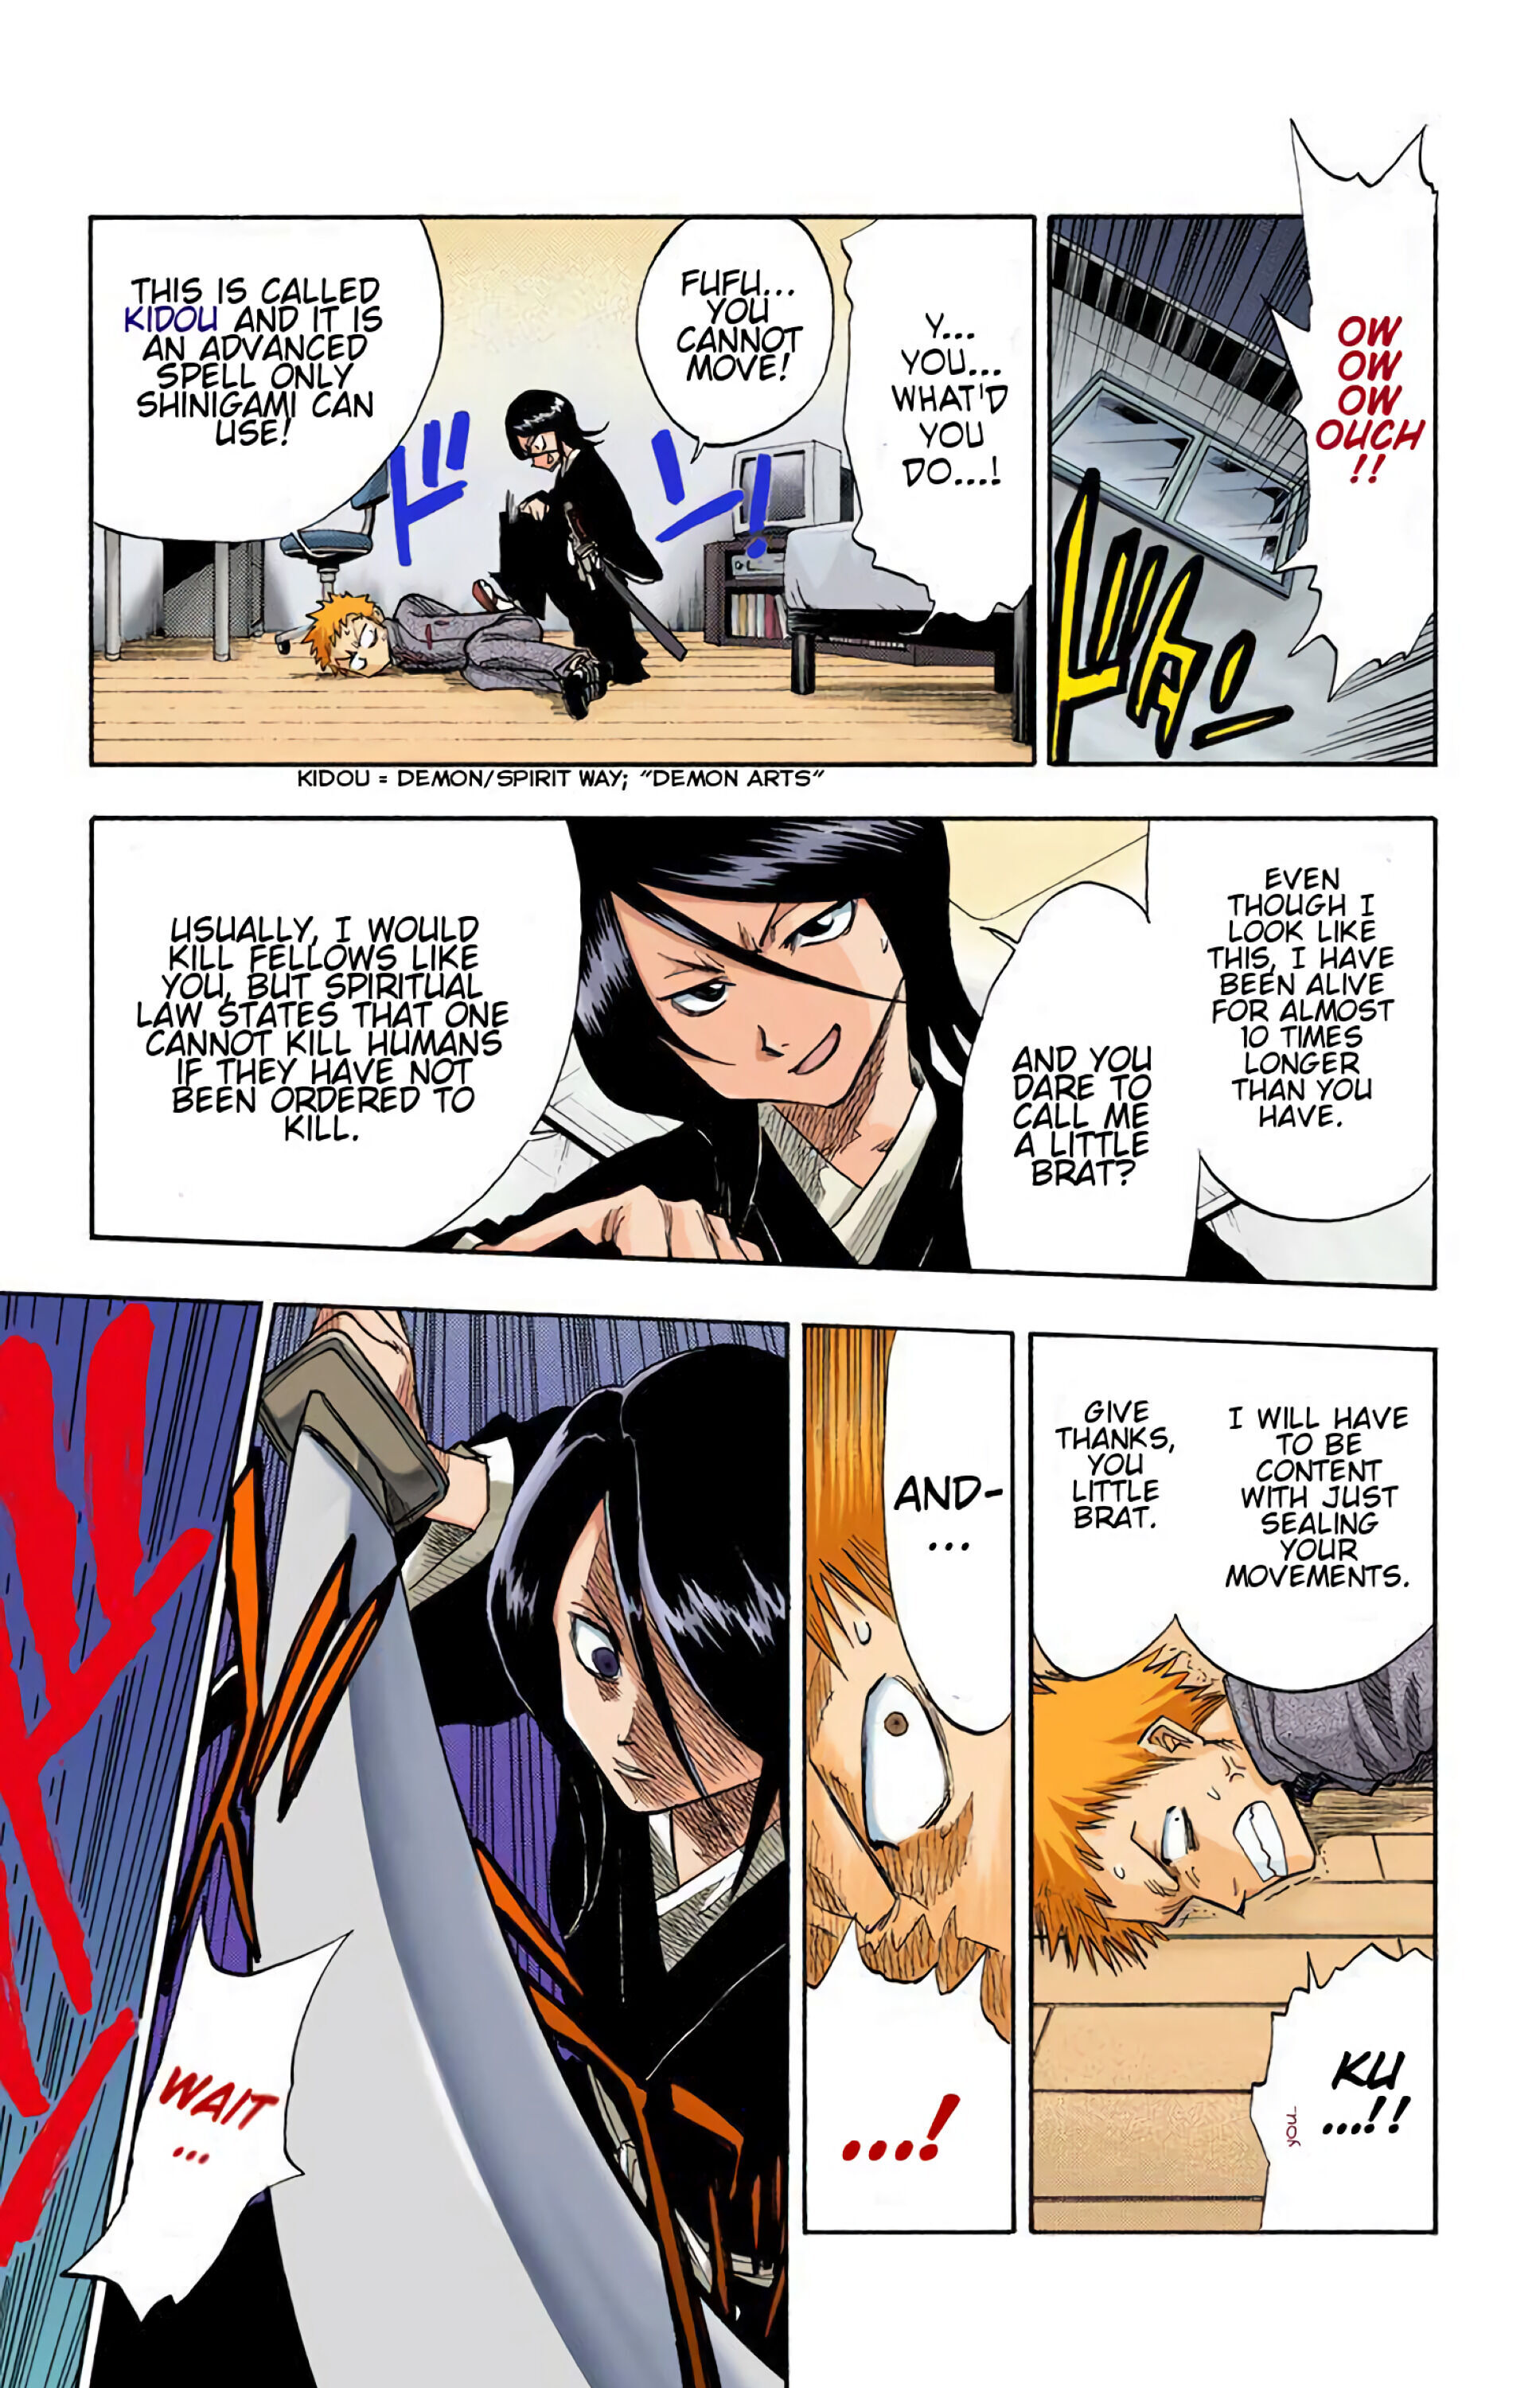 OW
OW
OW
OUCH
!!
ドタン
Y...
YOU...
WHAT'D
YOU
DO...!
FUFU...
YOU
CANNOT
MOVE!
THIS IS CALLED
KIDOU AND IT IS
AN ADVANCED
SPELL ONLY
SHINIGAMI CAN
USE!
ドン!
KIDOU = DEMON/SPIRIT WAY; "DEMON ARTS"
EVEN
THOUGH I
LOOK LIKE
THIS, I HAVE
BEEN ALIVE
FOR ALMOST
10 TIMES
LONGER
THAN YOU
HAVE.
AND YOU
DARE TO
CALL ME
A LITTLE
BRAT?
USUALLY, I WOULD
KILL FELLOWS LIKE
YOU, BUT SPIRITUAL
LAW STATES THAT ONE
CANNOT KILL HUMANS
IF THEY HAVE NOT
BEEN ORDERED TO
KILL.
I WILL HAVE
TO BE
CONTENT
WITH JUST
SEALING
YOUR
MOVEMENTS.
GIVE
THANKS,
YOU
LITTLE
BRAT.
KU
...!!
you..
AND-
...
...!
WAIT
...